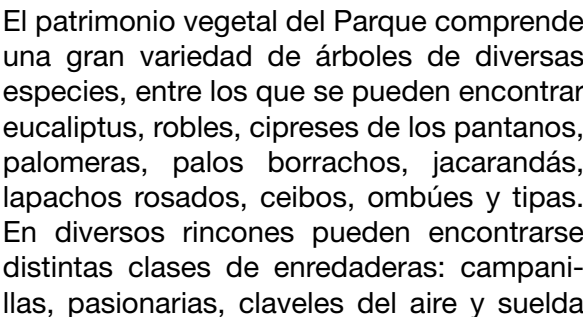 El patrimonio vegetal del Parque comprende
una gran variedad de árboles de diversas
especies, entre los que se pueden encontrar
eucaliptus, robles, cipreses de los pantanos,
palomeras, palos borrachos, jacarandás,
lapachos rosados, ceibos, ombúes y tipas.
En diversos rincones pueden encontrarse
distintas clases de enredaderas: campani-
llas, pasionarias, claveles del aire y suelda